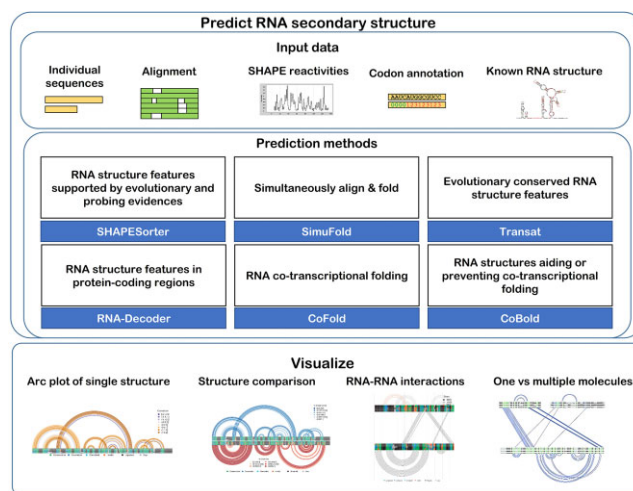 Predict RNA secondary structure
Input data
Individual
sequences
Alignment
SHAPE reactivities
Codon annotation
Known RNA structure
Prediction methods
RNA structure features
supported by evolutionary and
probing evidences
Simultaneously align & fold
Evolutionary conserved RNA
structure features
SHAPESorter
SimuFold
Transat
RNA structure features in
protein-coding regions
RNA co-transcriptional folding
RNA structures aiding or
preventing co-transcriptional
folding
RNA-Decoder
CoFold
CoBold
Visualize
Arc plot of single structure
Structure comparison
RNA-RNA interactions
One vs multiple molecules